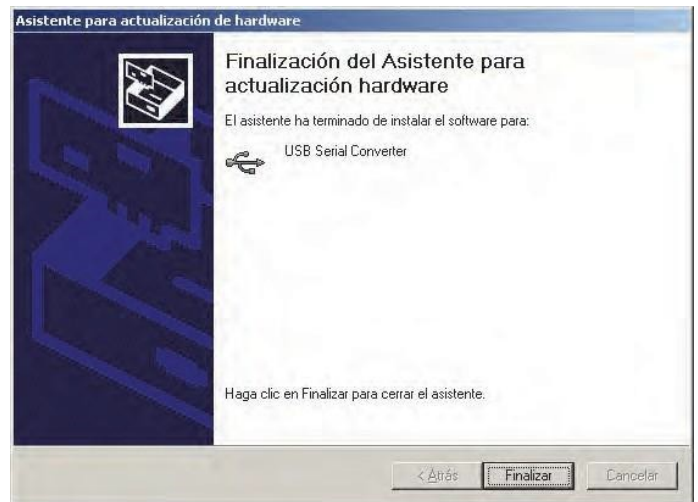 Asistente para actualización de hardware
Finalización del Asistente para
actualización hardware
El asistente ha terminado de instalar el software para:
USB Serial Converter
Haga clic en Finalizar para cerrar el asistente.
< Atrás Finalizar Cancelar